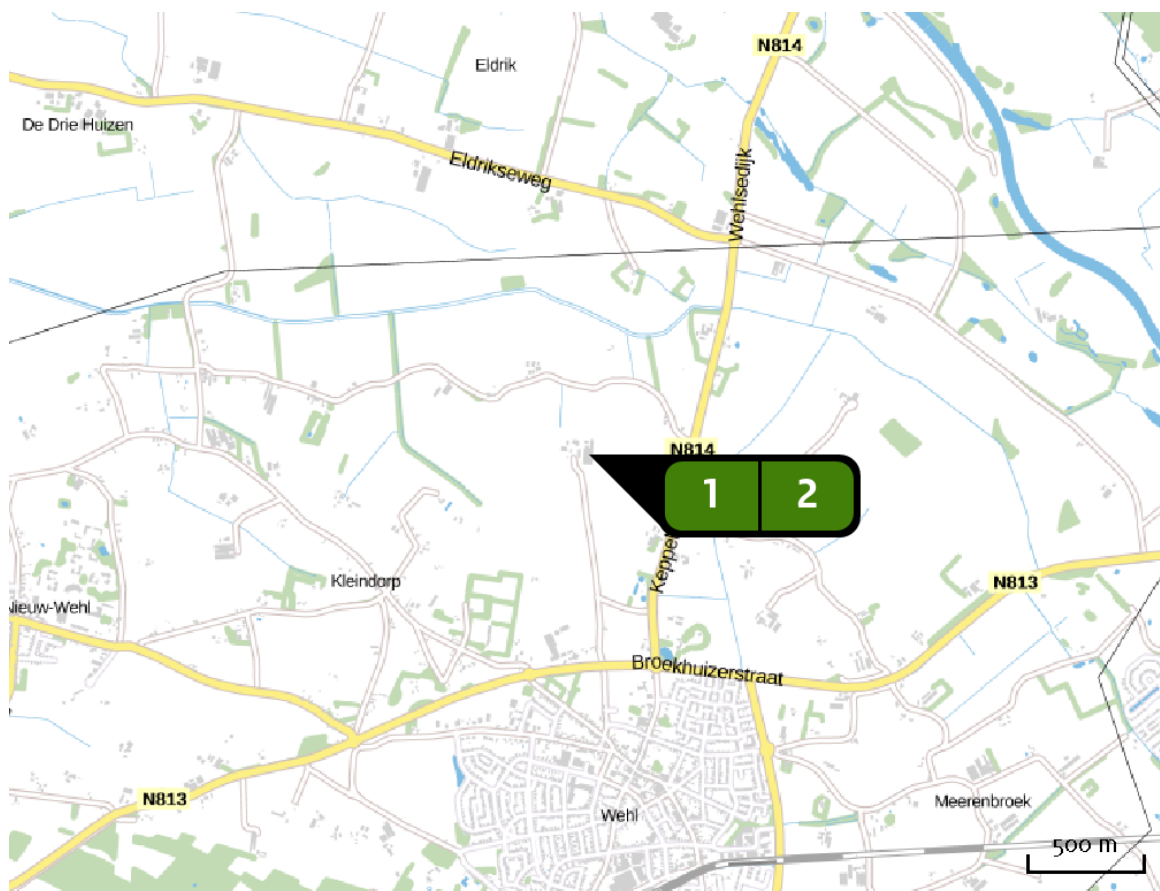 N814
Eldrik
De Drie Huizen
Eldrikseweg
Wehlsedijk
N814
1 2
Kleindorp
N813
Nieuw-Wehl
Broekhuizerstraat
N813
Wehl
Meerenbroek
500 m